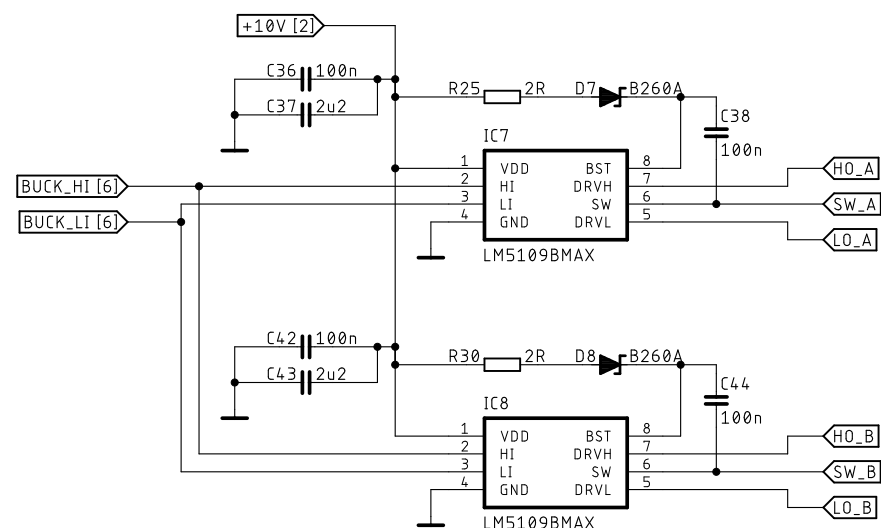 +10V [2]
C36 100n
C37 2u2
R25 2R D7 B260A
C38
100n
IC7
1 VDD BST 8
2 HI DRVH 7
3 LI SW 6
4 GND DRVL 5
LM5109BMAX
HO_A
SW_A
LO_A
BUCK_HI [6]
BUCK_LI [6]
C42 100n
C43 2u2
R30 2R D8 B260A
C44
100n
IC8
1 VDD BST 8
2 HI DRVH 7
3 LI SW 6
4 GND DRVL 5
LM5109BMAX
HO_B
SW_B
LO_B